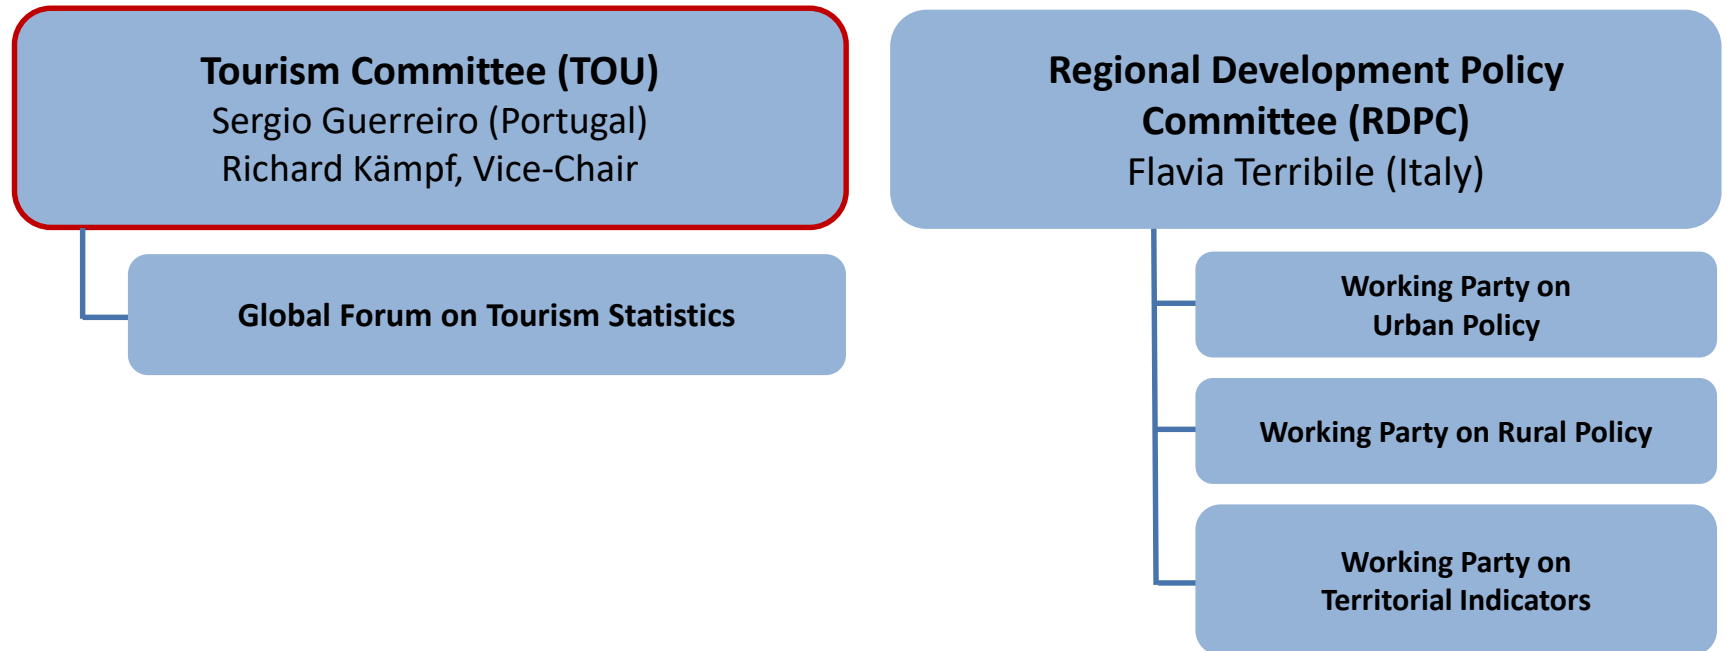 Tourism Committee (TOU)
Sergio Guerreiro (Portugal)
Richard Kämpf, Vice-Chair
Global Forum on Tourism Statistics
Regional Development Policy
Committee (RDPC)
Flavia Terribile (Italy)
Working Party on
Urban Policy
Working Party on Rural Policy
Working Party on
Territorial Indicators